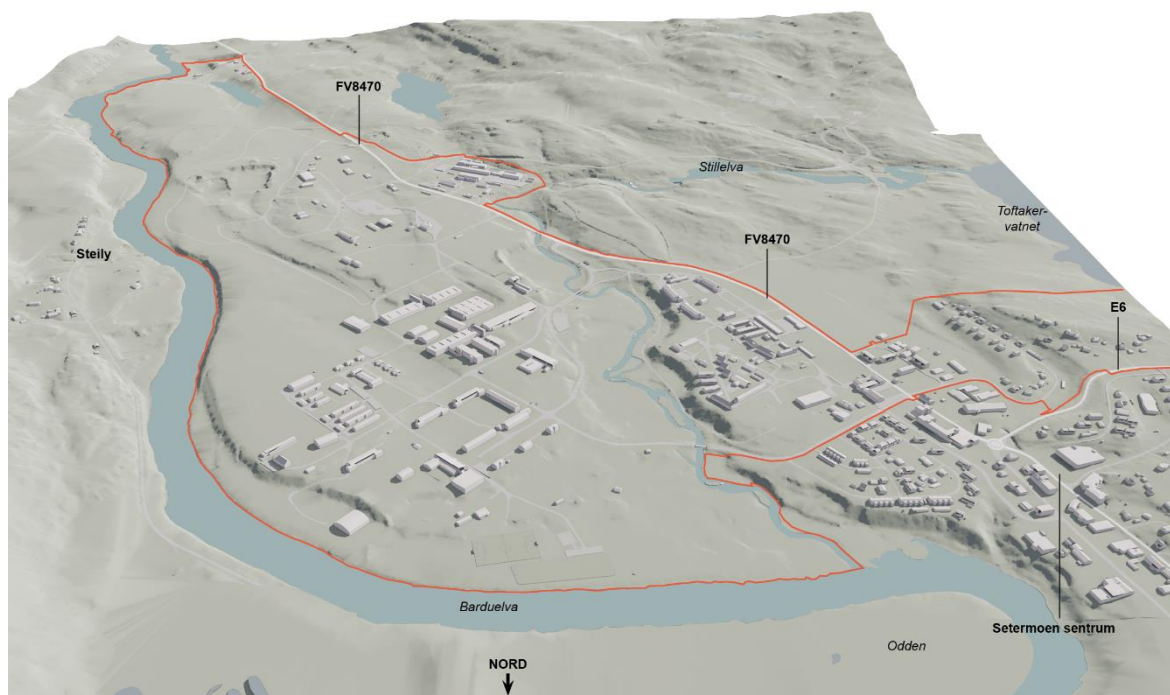 FV8470
Stillelva
Toftaker-
vatnet
FV8470
Steily
E6
Setermoen sentrum
Barduelva
Odden
NORD